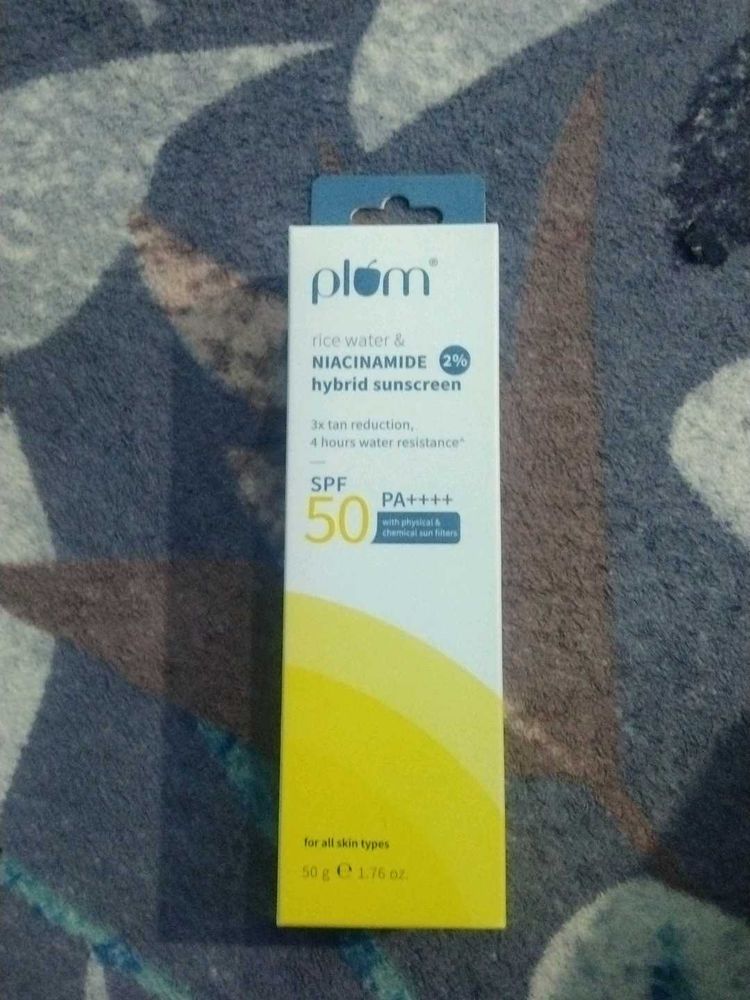 plum®
rice water &
NIACINAMIDE 2%
hybrid sunscreen
3x tan reduction,
4 hours water resistance^
SPF
50 PA++++
with physical &
chemical sun filters
for all skin types
50 g ℮ 1.76 oz.